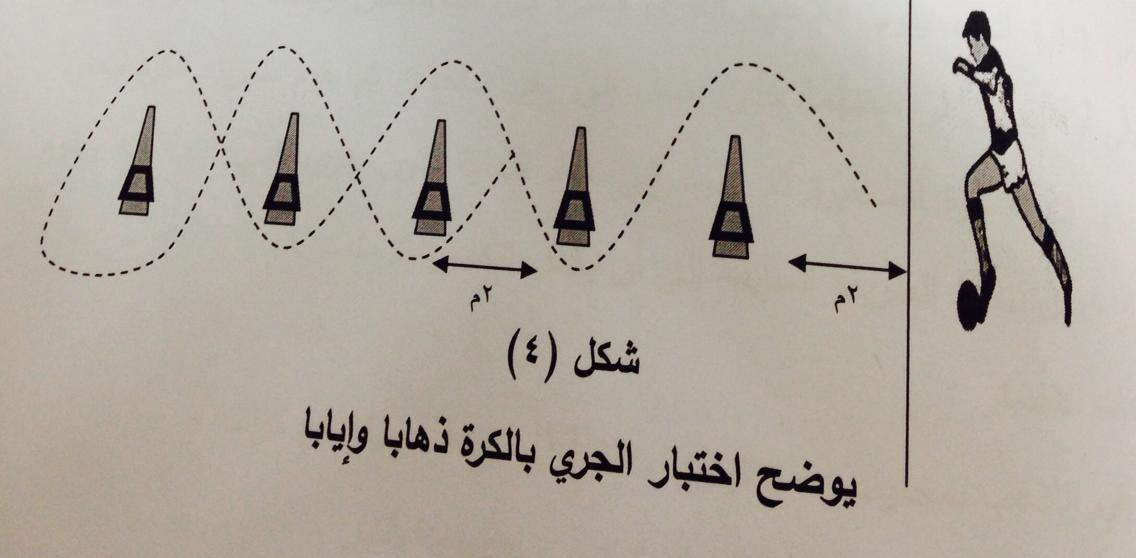 ٢م
٢م
شكل (٤)
يوضح اختبار الجري بالكرة ذهابا وإيابا